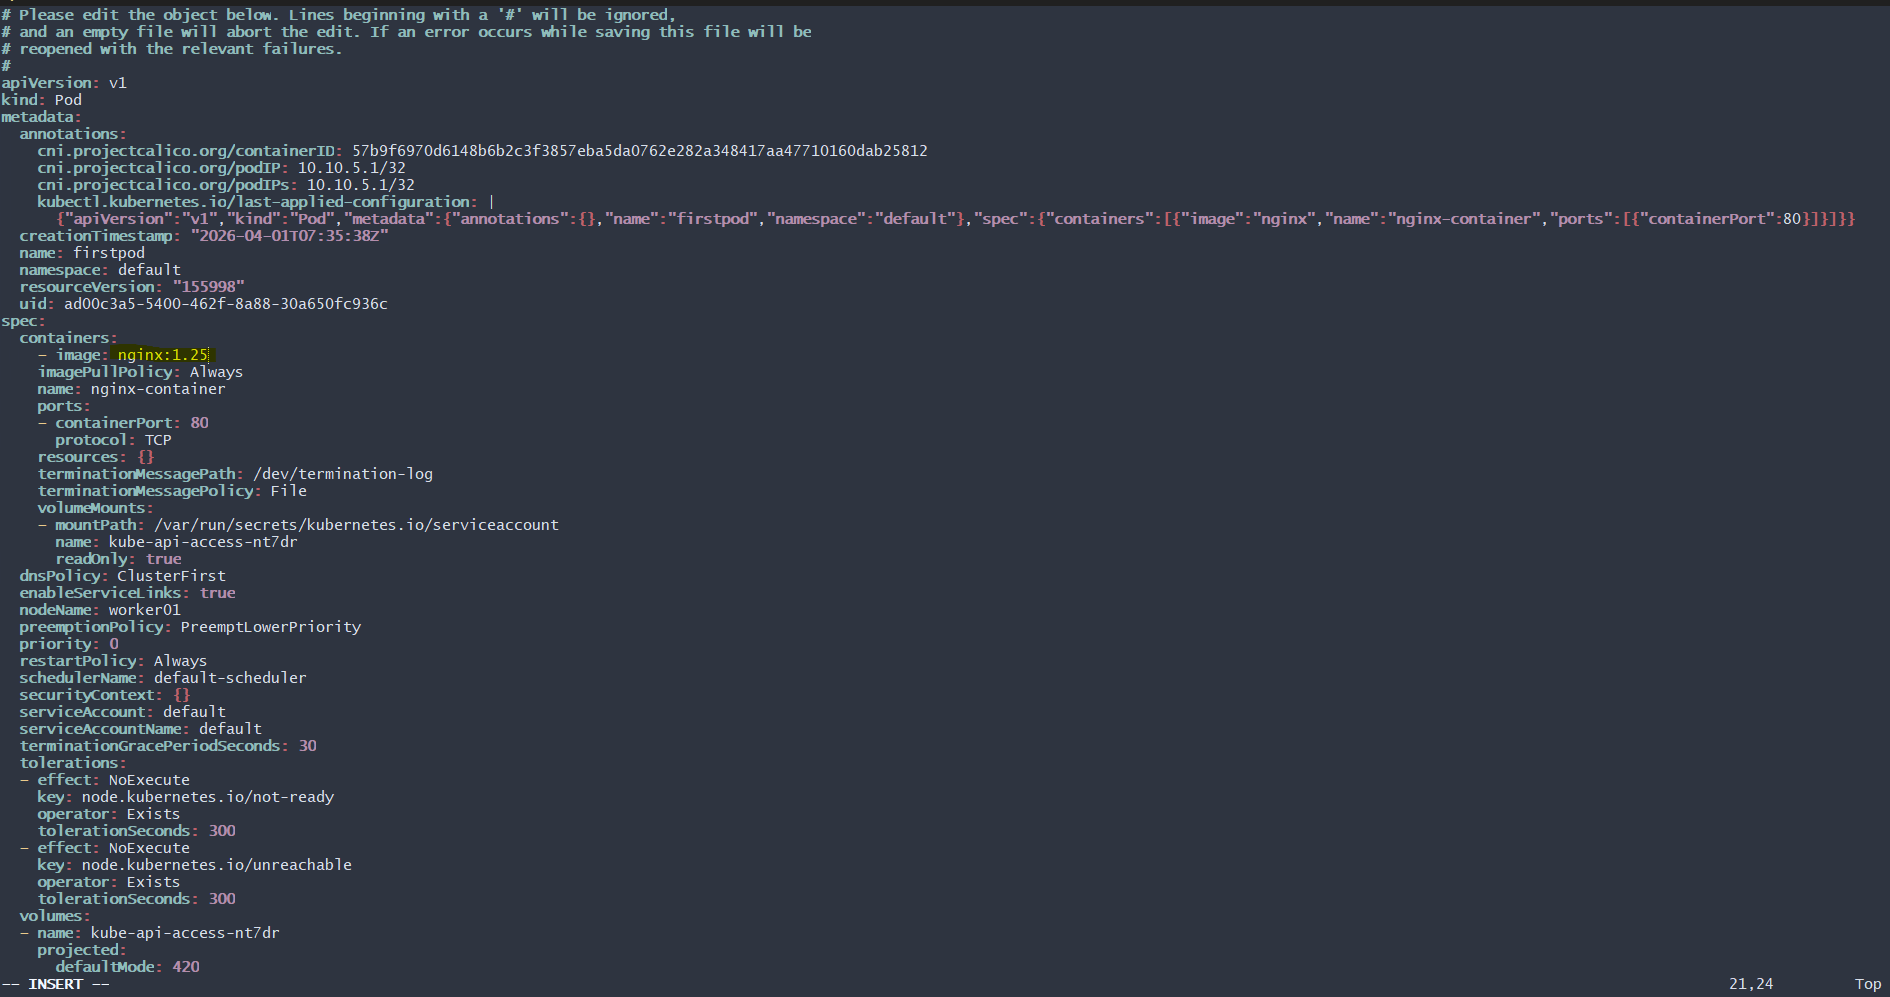 # Please edit the object below. Lines beginning with a '#' will be ignored,
# and an empty file will abort the edit. If an error occurs while saving this file will be
# reopened with the relevant failures.
#
apiVersion: v1
kind: Pod
metadata:
  annotations:
    cni.projectcalico.org/containerID: 57b9f6970d6148b6b2c3f3857eba5da0762e282a348417aa47710160dab25812
    cni.projectcalico.org/podIP: 10.10.5.1/32
    cni.projectcalico.org/podIPs: 10.10.5.1/32
    kubectl.kubernetes.io/last-applied-configuration: |
      {"apiVersion":"v1","kind":"Pod","metadata":{"annotations":{},"name":"firstpod","namespace":"default"},"spec":{"containers":[{"image":"nginx","name":"nginx-container","ports":[{"containerPort":80}]}]}}
  creationTimestamp: "2026-04-01T07:35:38Z"
  name: firstpod
  namespace: default
  resourceVersion: "155998"
  uid: ad00c3a5-5400-462f-8a88-30a650fc936c
spec:
  containers:
    - image: nginx:1.25
    imagePullPolicy: Always
    name: nginx-container
    ports:
    - containerPort: 80
      protocol: TCP
    resources: {}
    terminationMessagePath: /dev/termination-log
    terminationMessagePolicy: File
    volumeMounts:
    - mountPath: /var/run/secrets/kubernetes.io/serviceaccount
      name: kube-api-access-nt7dr
      readOnly: true
  dnsPolicy: ClusterFirst
  enableServiceLinks: true
  nodeName: worker01
  preemptionPolicy: PreemptLowerPriority
  priority: 0
  restartPolicy: Always
  schedulerName: default-scheduler
  securityContext: {}
  serviceAccount: default
  serviceAccountName: default
  terminationGracePeriodSeconds: 30
  tolerations:
  - effect: NoExecute
    key: node.kubernetes.io/not-ready
    operator: Exists
    tolerationSeconds: 300
  - effect: NoExecute
    key: node.kubernetes.io/unreachable
    operator: Exists
    tolerationSeconds: 300
  volumes:
  - name: kube-api-access-nt7dr
    projected:
      defaultMode: 420
-- INSERT -- 21,24 Top